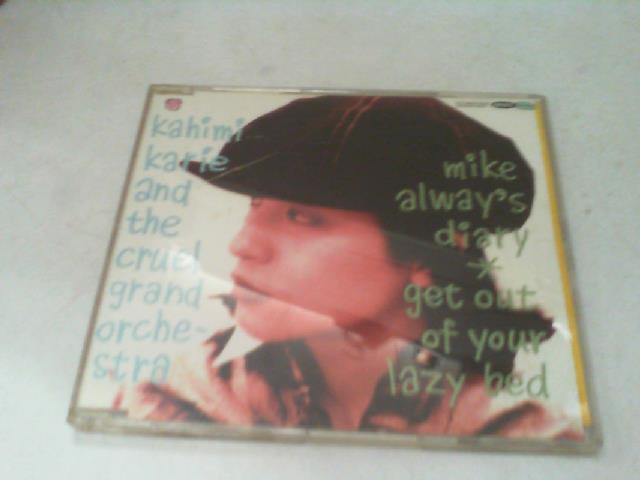 kahimi
karie
and
the
cruel
grand
orche-
stra
mike
alway's
diary
*
get out
of your
lazy bed